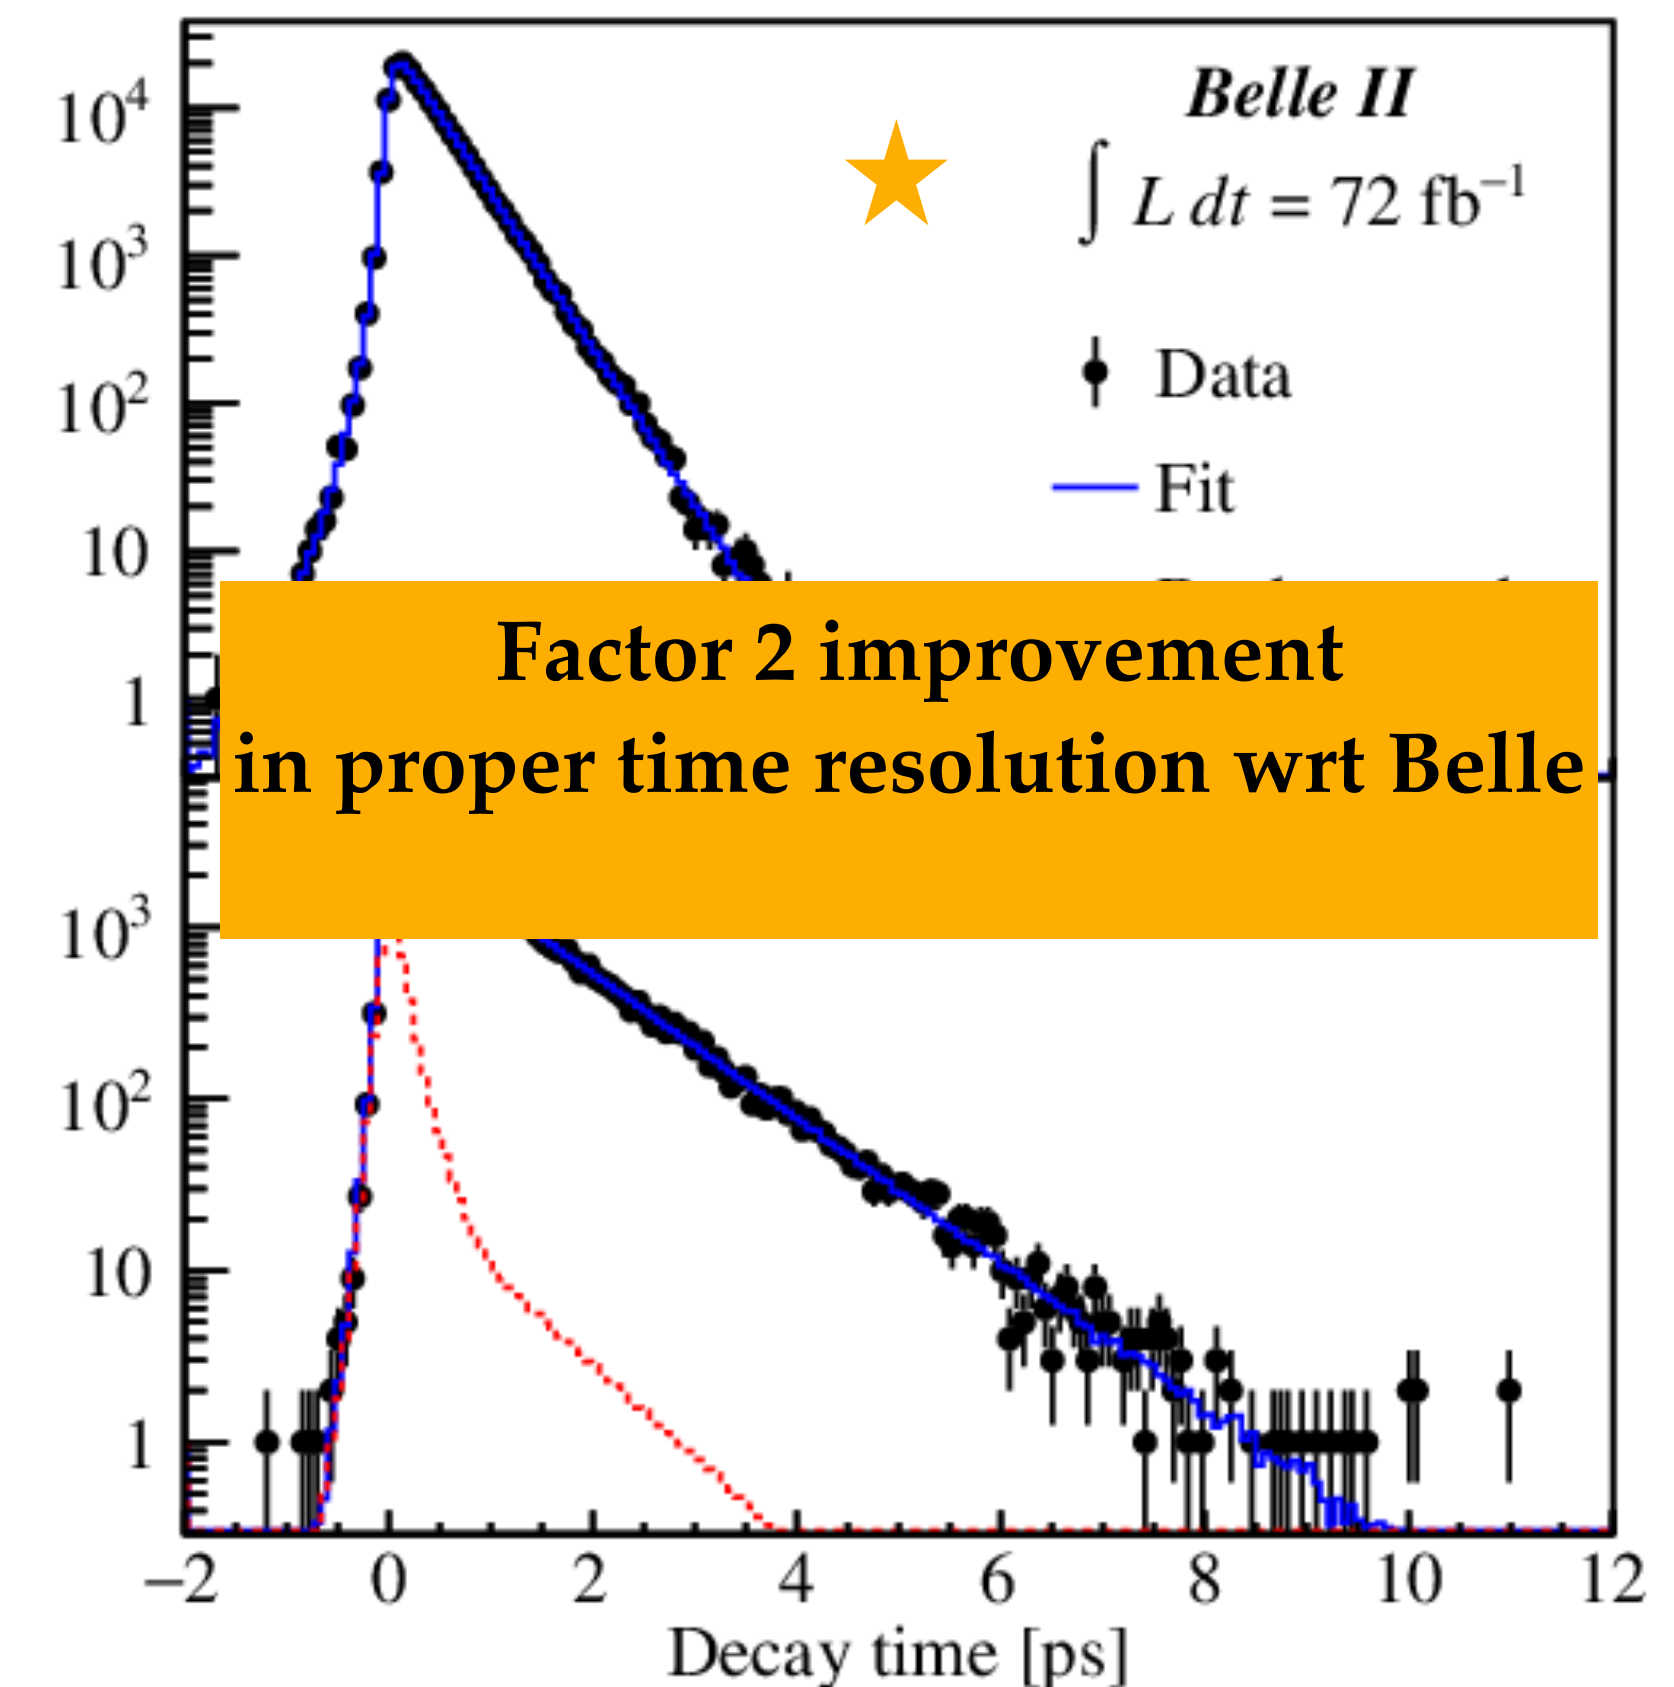 Belle II
∫ L dt = 72 fb⁻¹
10⁴
10³
10²
10
1
Data
Fit
Factor 2 improvement
in proper time resolution wrt Belle
10³
10²
10
1
−2 0 2 4 6 8 10 12
Decay time [ps]